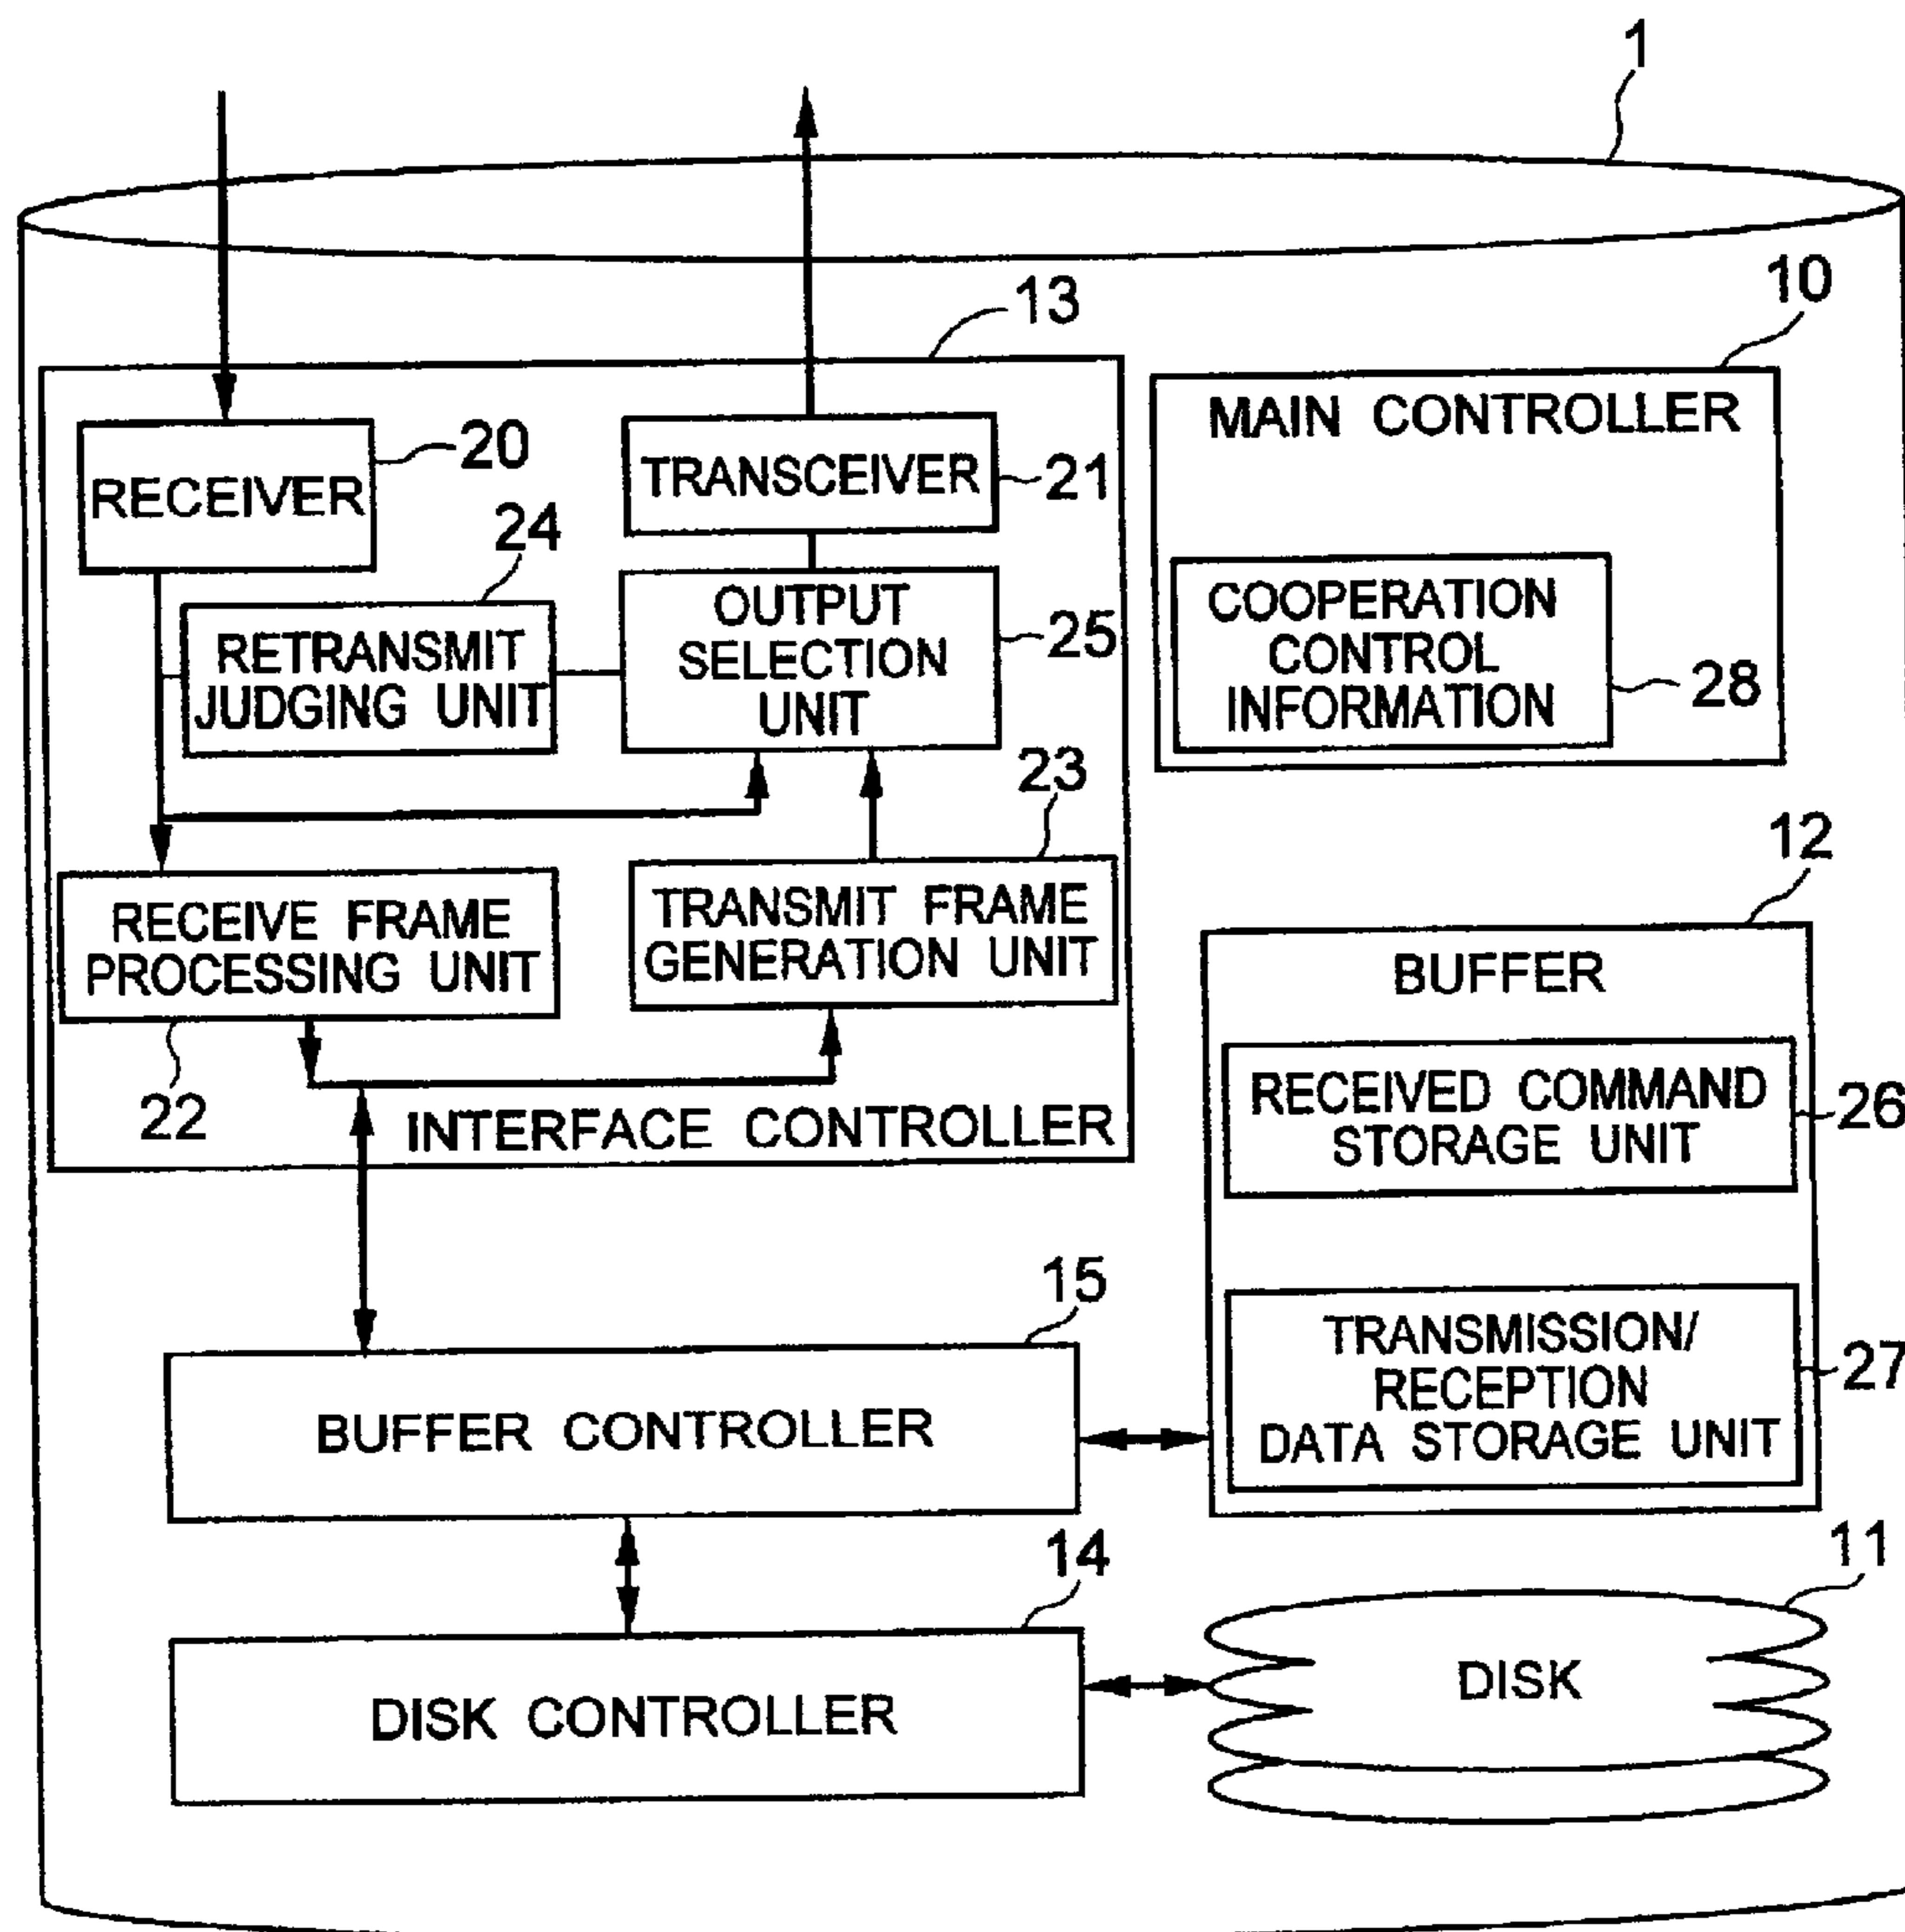 1
10
13
MAIN CONTROLLER
20
RECEIVER
TRANSCEIVER
21
24
RETRANSMIT
JUDGING UNIT
OUTPUT
SELECTION
UNIT
25
COOPERATION
CONTROL
INFORMATION
28
23
12
RECEIVE FRAME
PROCESSING UNIT
TRANSMIT FRAME
GENERATION UNIT
22
INTERFACE CONTROLLER
BUFFER
RECEIVED COMMAND
STORAGE UNIT
26
15
BUFFER CONTROLLER
TRANSMISSION/
RECEPTION
DATA STORAGE UNIT
27
14
DISK CONTROLLER
11
DISK